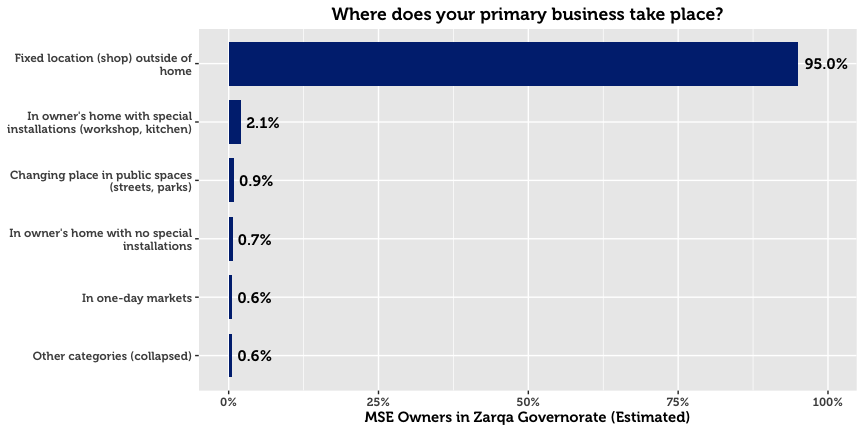 Where does your primary business take place?
Fixed location (shop) outside of
home
95.0%
In owner's home with special
installations (workshop, kitchen)
2.1%
Changing place in public spaces
(streets, parks)
0.9%
In owner's home with no special
installations
0.7%
In one-day markets
0.6%
Other categories (collapsed)
0.6%
0%
25%
50%
75%
100%
MSE Owners in Zarqa Governorate (Estimated)